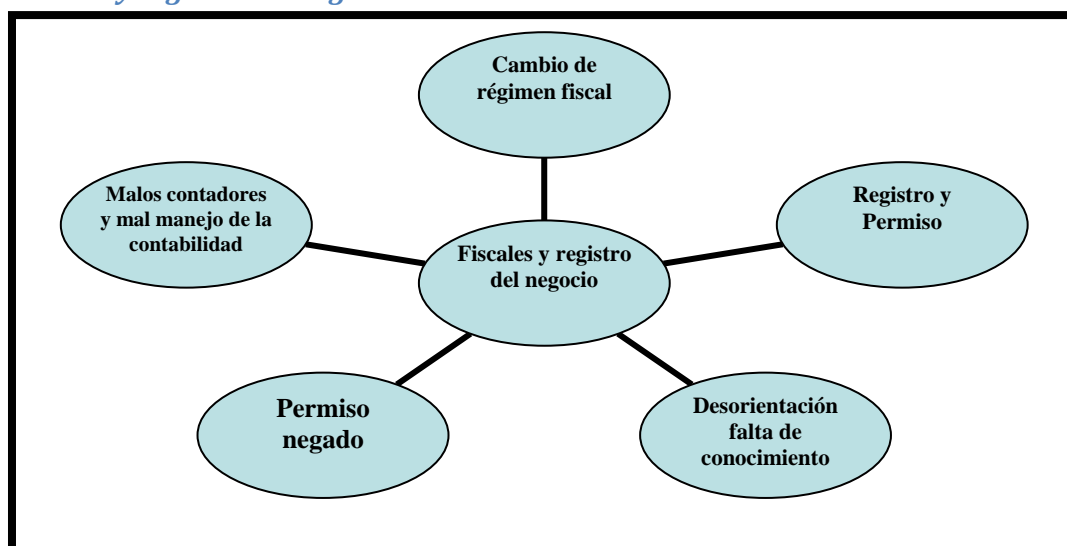 Cambio de
régimen fiscal
Malos contadores
y mal manejo de la
contabilidad
Registro y
Permiso
Fiscales y registro
del negocio
Permiso
negado
Desorientación
falta de
conocimiento